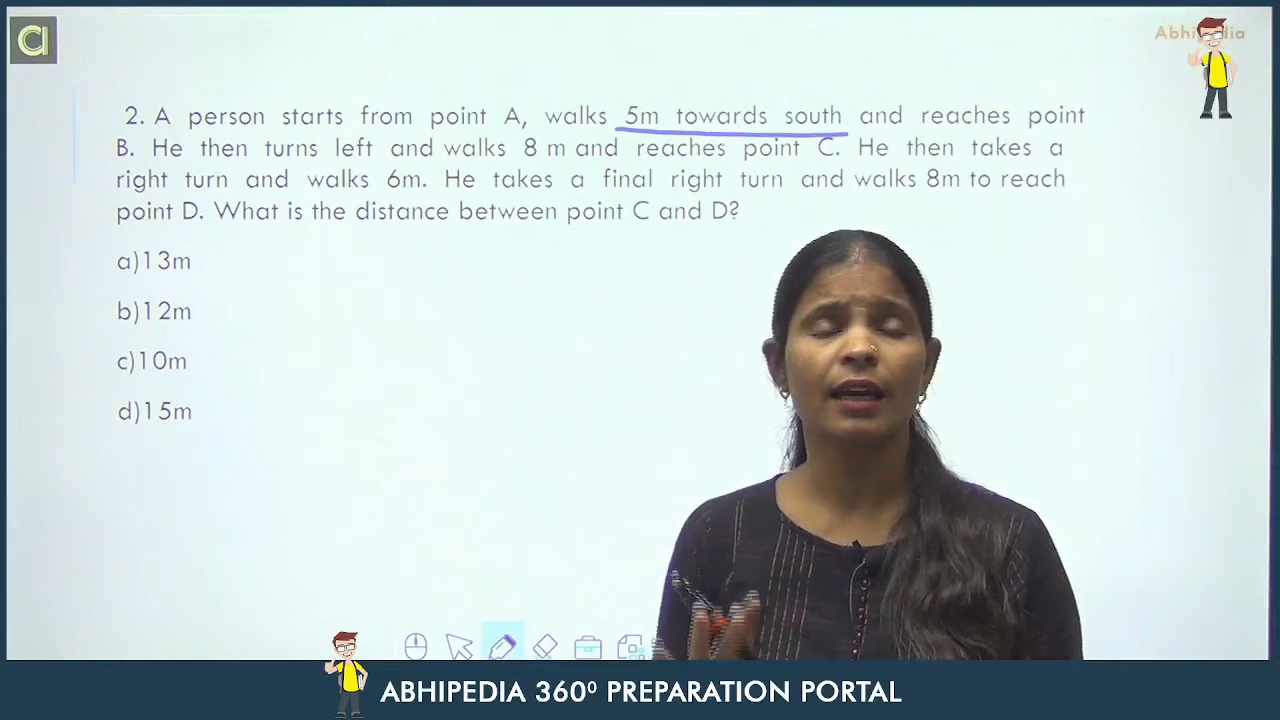 a
Abhipedia
2. A person starts from point A, walks 5m towards south and reaches point
B. He then turns left and walks 8 m and reaches point C. He then takes a
right turn and walks 6m. He takes a final right turn and walks 8m to reach
point D. What is the distance between point C and D?
a)13m
b)12m
c)10m
d)15m
ABHIPEDIA 360⁰ PREPARATION PORTAL